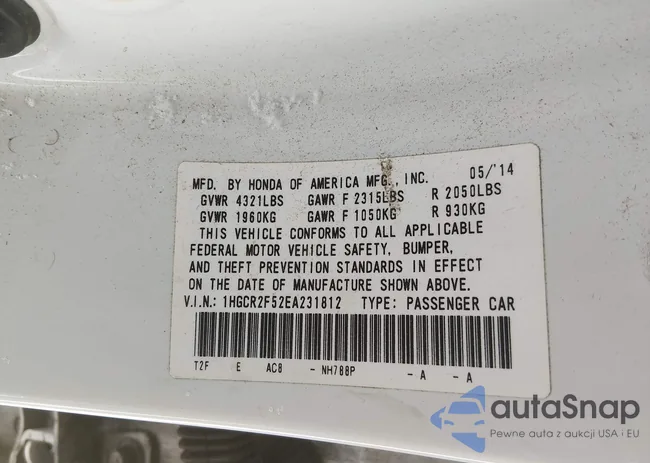 MFD. BY HONDA OF AMERICA MFG., INC. 05/'14
GVWR 4321LBS GAWR F 2315LBS R 2050LBS
GVWR 1960KG GAWR F 1050KG R 930KG
THIS VEHICLE CONFORMS TO ALL APPLICABLE
FEDERAL MOTOR VEHICLE SAFETY, BUMPER,
AND THEFT PREVENTION STANDARDS IN EFFECT
ON THE DATE OF MANUFACTURE SHOWN ABOVE.
V.I.N.: 1HGCR2F52EA231812 TYPE: PASSENGER CAR
T2F E AC8 - NH788P - A - A
autaSnap
Pewne auta z aukcji USA i EU